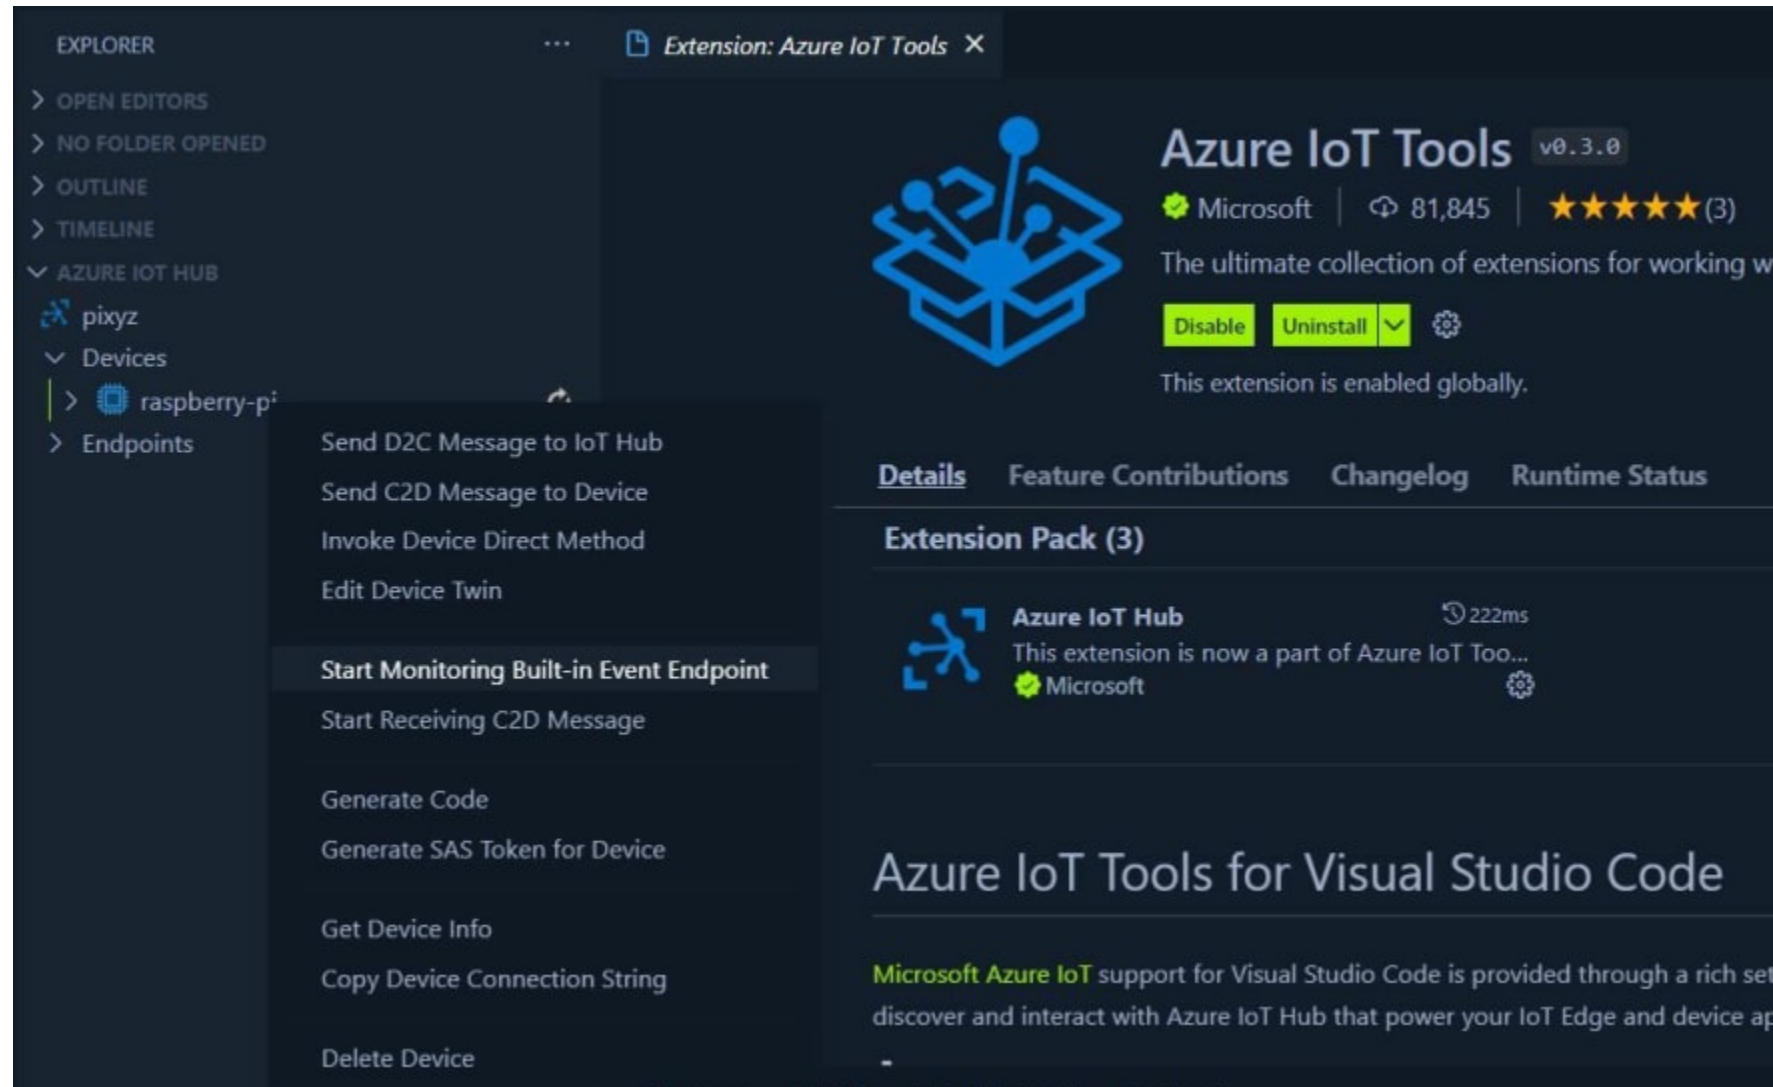 EXPLORER
OPEN EDITORS
NO FOLDER OPENED
OUTLINE
TIMELINE
AZURE IOT HUB
pixyz
Devices
raspberry-pi
Endpoints
Send D2C Message to IoT Hub
Send C2D Message to Device
Invoke Device Direct Method
Edit Device Twin
Start Monitoring Built-in Event Endpoint
Start Receiving C2D Message
Generate Code
Generate SAS Token for Device
Get Device Info
Copy Device Connection String
Delete Device
Extension: Azure IoT Tools
Azure IoT Tools v0.3.0
Microsoft 81,845 (3)
The ultimate collection of extensions for working w
Disable Uninstall
This extension is enabled globally.
Details Feature Contributions Changelog Runtime Status
Extension Pack (3)
Azure IoT Hub 222ms
This extension is now a part of Azure IoT Too...
Microsoft
Azure IoT Tools for Visual Studio Code
Microsoft Azure IoT support for Visual Studio Code is provided through a rich set
discover and interact with Azure IoT Hub that power your IoT Edge and device ap